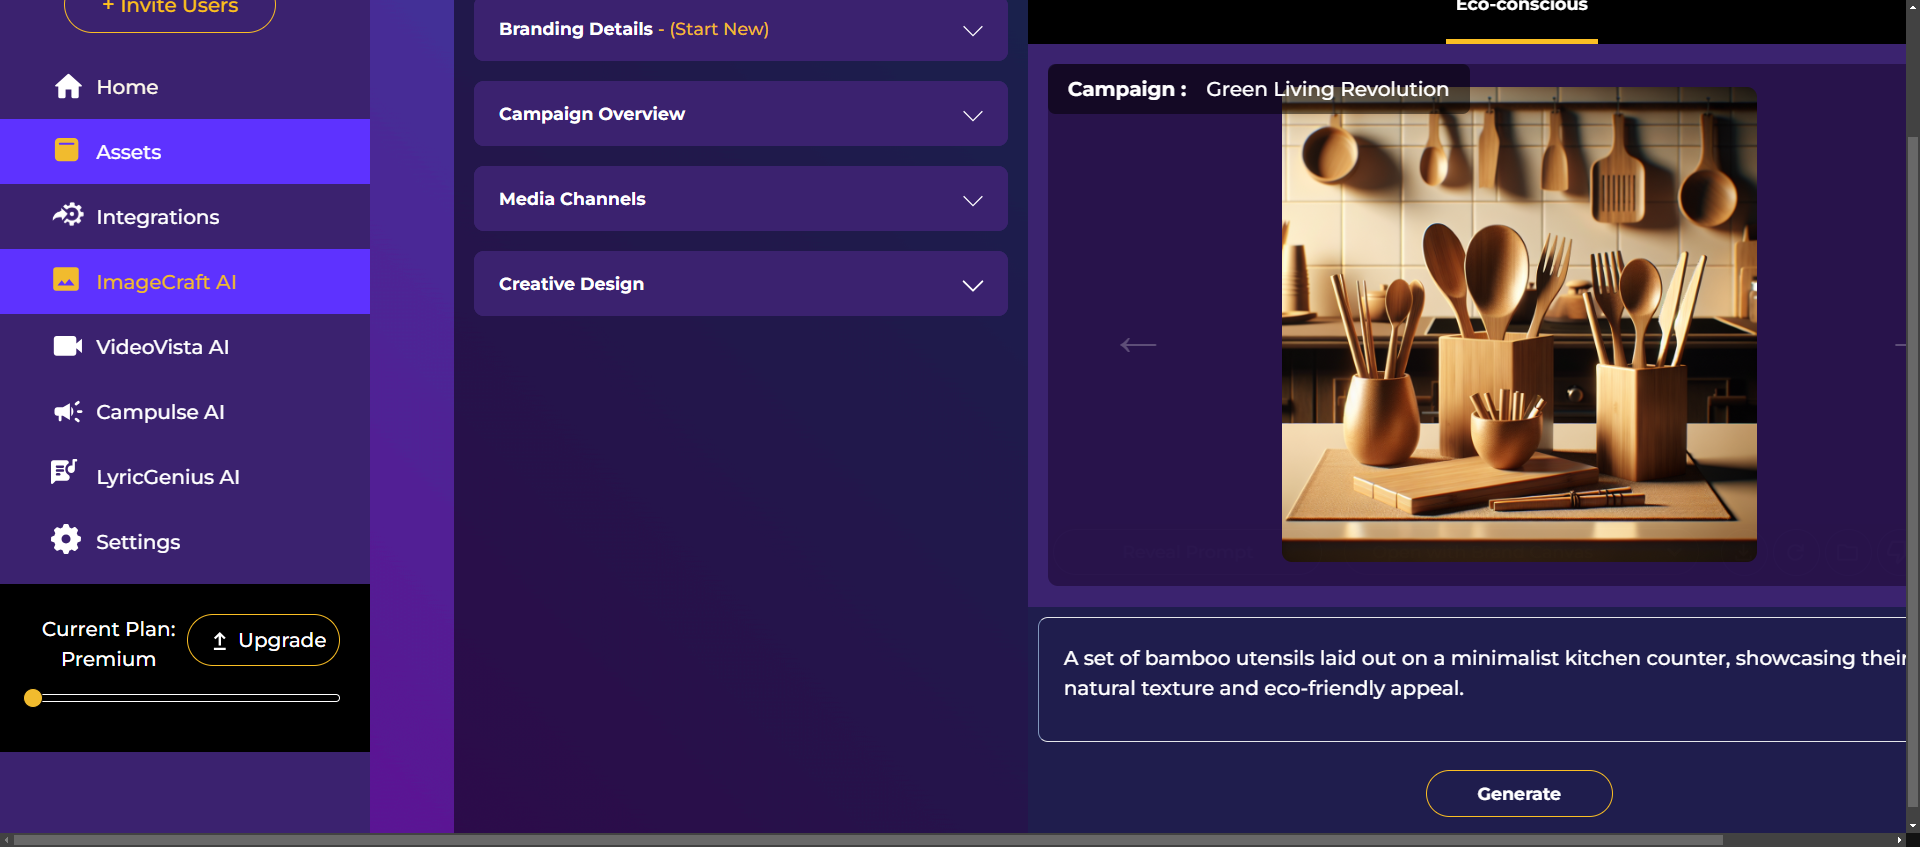 + Invite Users
Home
Assets
Integrations
ImageCraft AI
VideoVista AI
Campulse AI
LyricGenius AI
Settings
Current Plan:
Premium
Upgrade
Branding Details - (Start New)
Campaign Overview
Media Channels
Creative Design
Eco-conscious
Campaign : Green Living Revolution
A set of bamboo utensils laid out on a minimalist kitchen counter, showcasing their
natural texture and eco-friendly appeal.
Generate